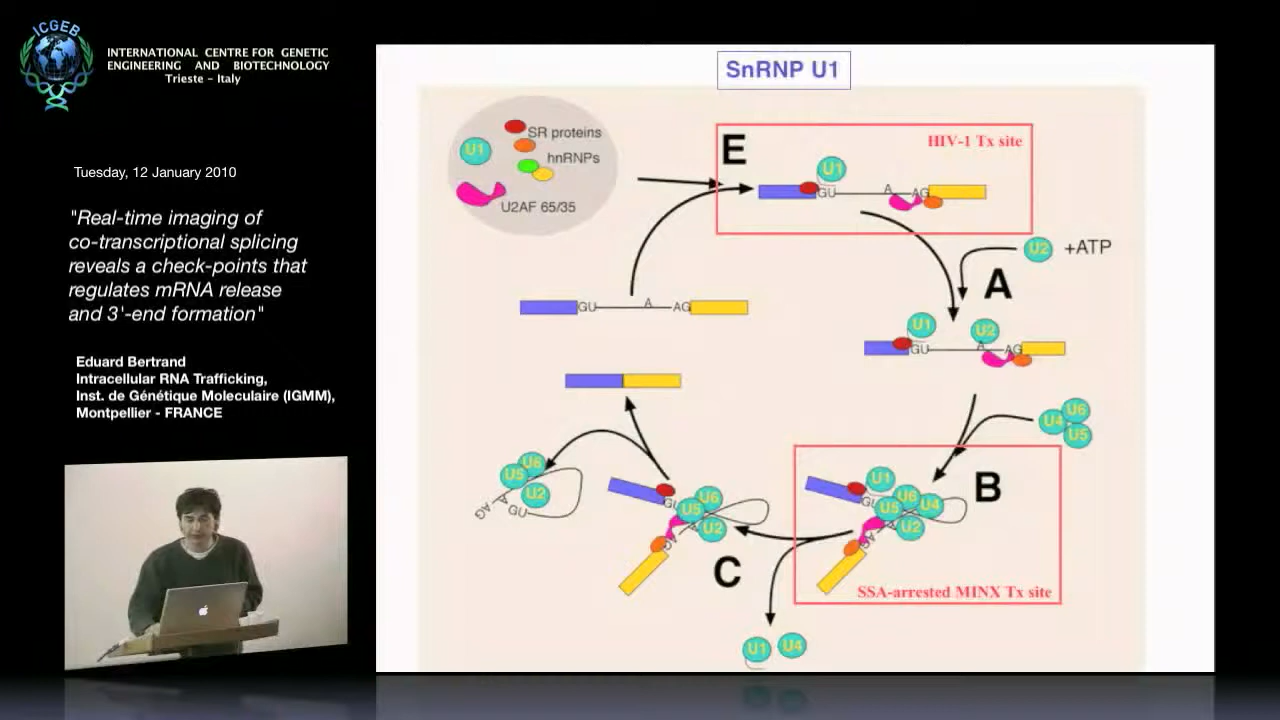 ICGEB
INTERNATIONAL CENTRE FOR GENETIC
ENGINEERING AND BIOTECHNOLOGY
Trieste - Italy
Tuesday, 12 January 2010
"Real-time imaging of
co-transcriptional splicing
reveals a check-points that
regulates mRNA release
and 3'-end formation"
Eduard Bertrand
Intracellular RNA Trafficking,
Inst. de Génétique Moleculaire (IGMM),
Montpellier - FRANCE
SnRNP U1
SR proteins
U1
hnRNPs
U2AF 65/35
E
HIV-1 Tx site
U1
GU A AG
U2 +ATP
A
GU A AG
U1 U2
GU A AG
U4 U6 U5
B
U1 U6 U5 U4 U2
GU AG
SSA-arrested MINX Tx site
C
U6 U5 U2
GU A AG
U5 U6 U2
AG A GU
U1 U4